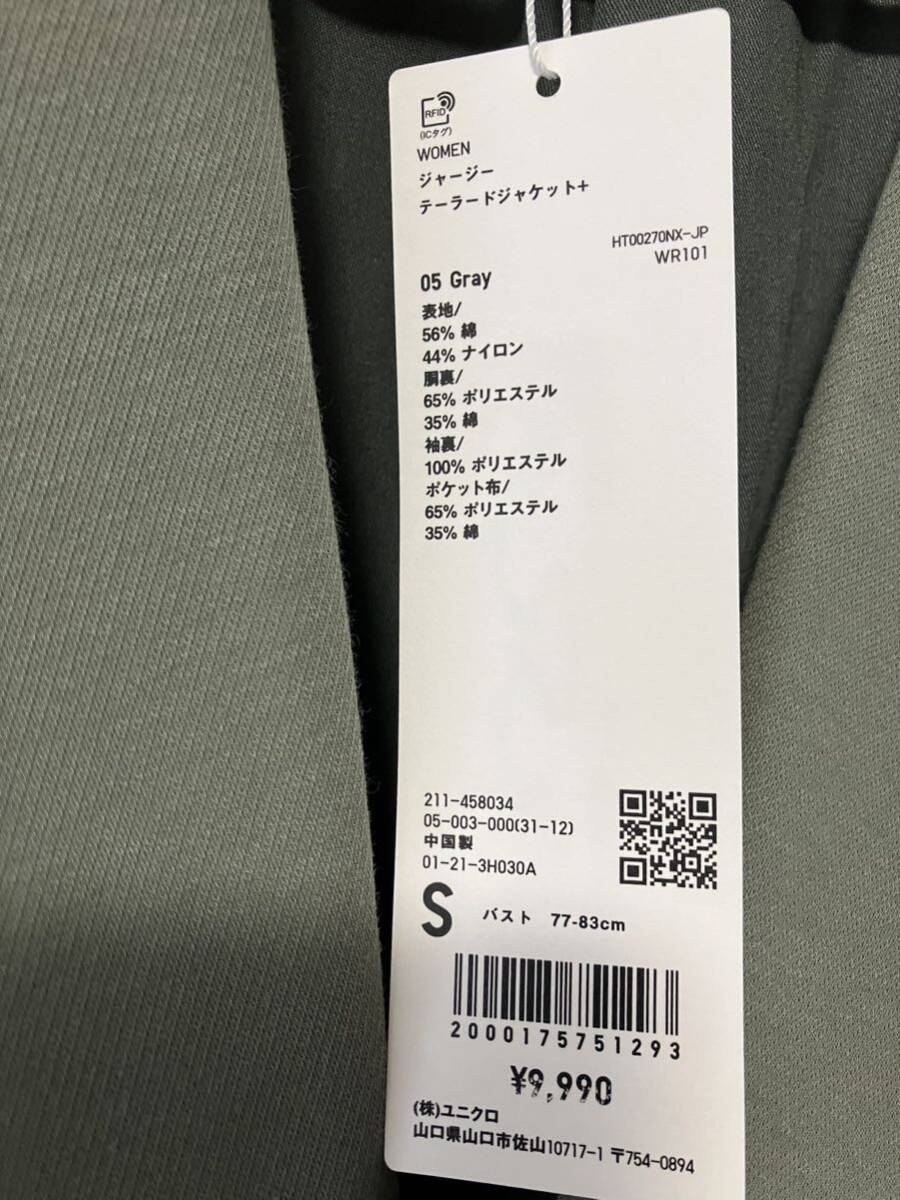 RFID
(ICタグ)
WOMEN
ジャージー
テーラードジャケット+
HT00270NX-JP
WR101
05 Gray
表地/
56% 綿
44% ナイロン
胴裏/
65% ポリエステル
35% 綿
袖裏/
100% ポリエステル
ポケット布/
65% ポリエステル
35% 綿
211-458034
05-003-000(31-12)
中国製
01-21-3H030A
S バスト 77-83cm
2000175751293
¥9,990
(株)ユニクロ
山口県山口市佐山10717-1 〒754-0894